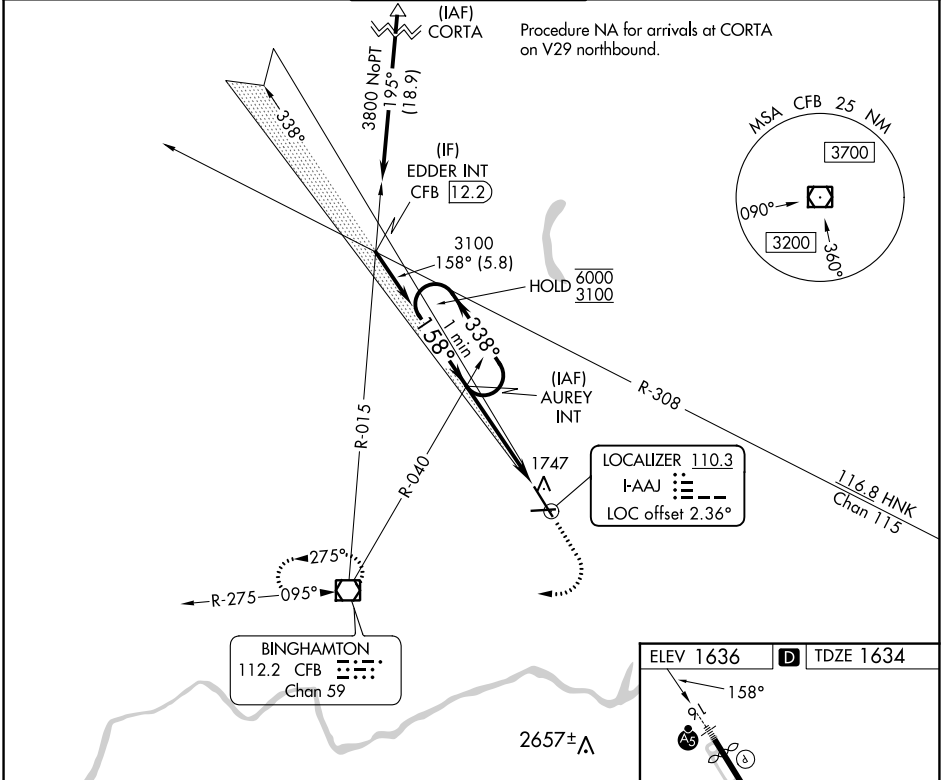 (IAF)
CORTA
Procedure NA for arrivals at CORTA
on V29 northbound.
3800 NoPT
195°
(18.9)
338°
MSA CFB 25 NM
3700
090°
3200
360°
(IF)
EDDER INT
CFB 12.2
3100
158° (5.8)
HOLD 6000
3100
158°
1 min
338°
(IAF)
AUREY
INT
R-308
R-015
R-040
1747
LOCALIZER 110.3
I-AAJ
LOC offset 2.36°
116.8 HNK
Chan 115
275°
R-275
095°
BINGHAMTON
112.2 CFB
Chan 59
2657±
ELEV 1636
D
TDZE 1634
158°
16
A5
P